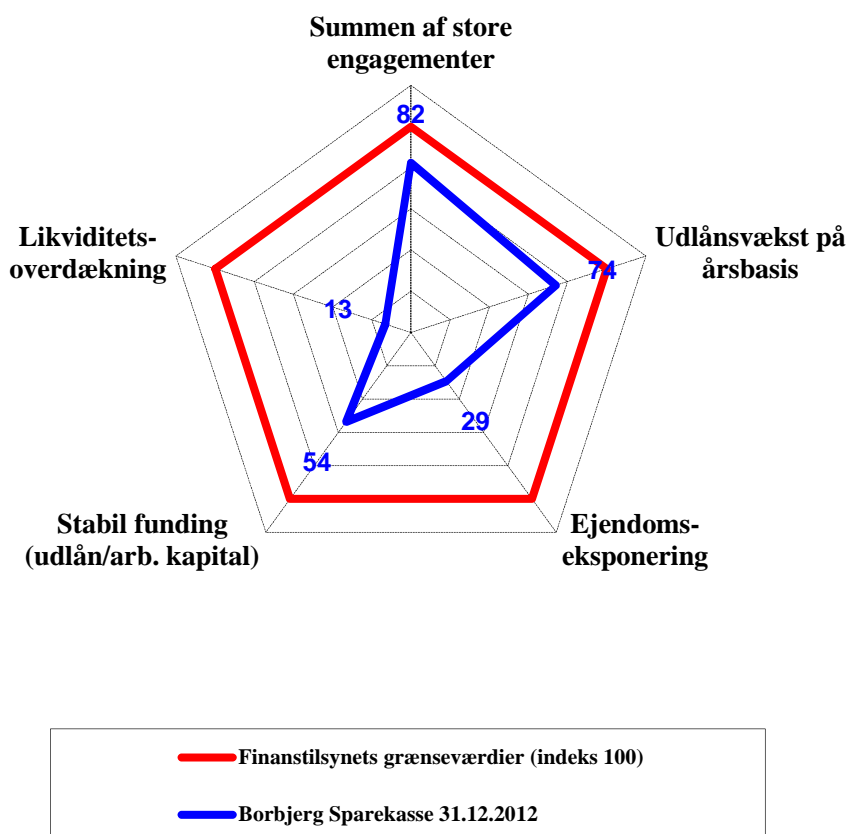 Summen af store
engagementer
82
Likviditets-
overdækning
Udlånsvækst på
årsbasis
74
13
29
54
Stabil funding
(udlån/arb. kapital)
Ejendoms-
eksponering
Finanstilsynets grænseværdier (indeks 100)
Borbjerg Sparekasse 31.12.2012